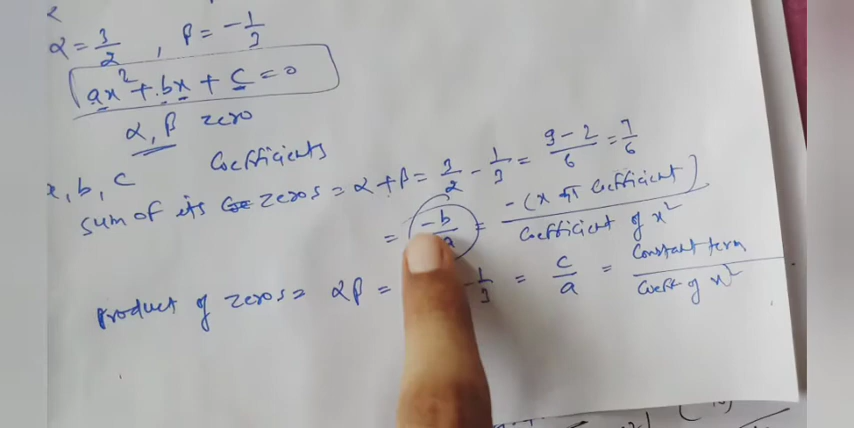 α = 3/2 , β = -1/3
ax² + bx + c = 0
α, β zero
a, b, c Coefficients
Sum of its zeros = α + β = 3/2 - 1/3 = (9 - 2)/6 = 7/6
= -b/a = -(x का Coefficient)/Coefficient of x²
Product of zeros = αβ = -1/3 = c/a = Constant term/Coeff of x²